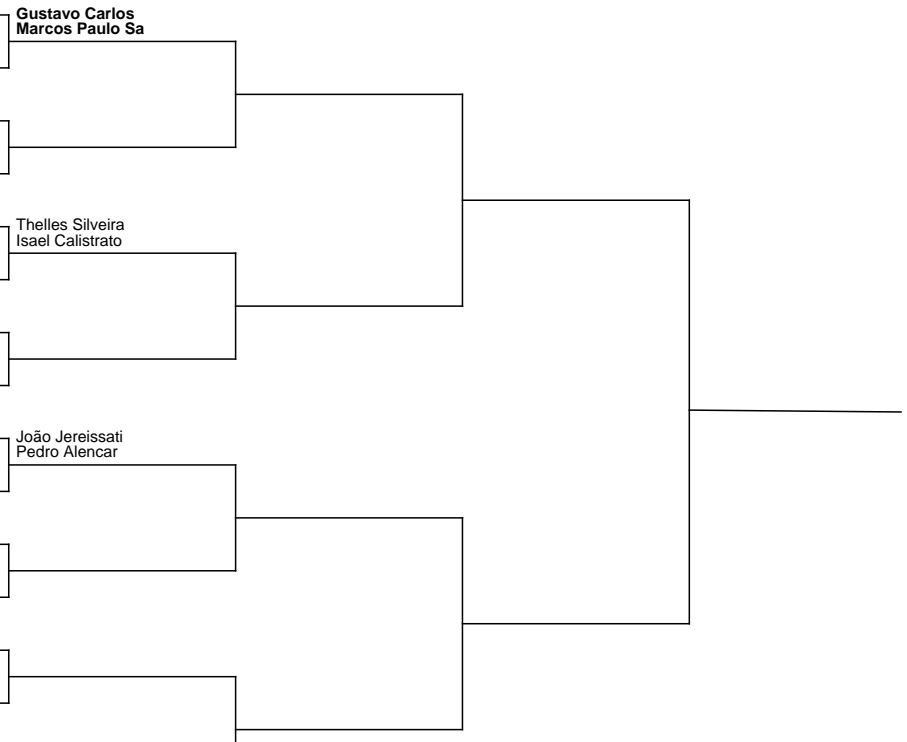 Gustavo Carlos
Marcos Paulo Sa
Thelles Silveira
Isael Calistrato
João Jereissati
Pedro Alencar